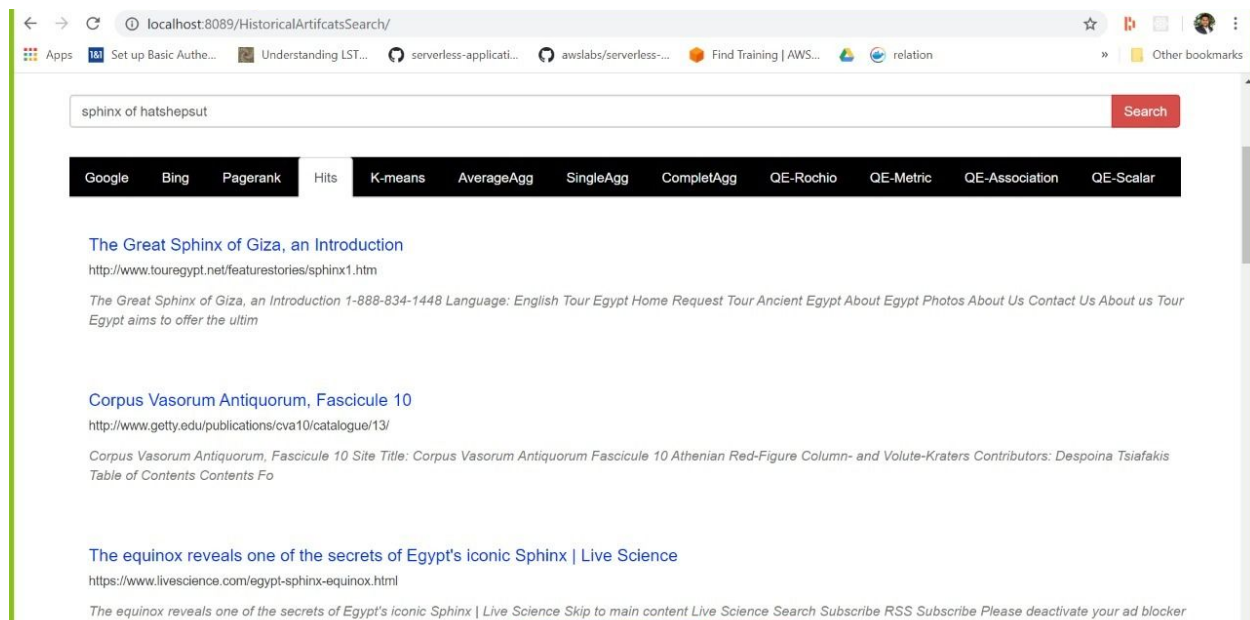 localhost:8089/HistoricalArtifcatsSearch/
Apps 1&1 Set up Basic Authe... Understanding LST... serverless-applicati... awslabs/serverless-... Find Training | AWS... relation » Other bookmarks
sphinx of hatshepsut Search
Google Bing Pagerank Hits K-means AverageAgg SingleAgg CompletAgg QE-Rochio QE-Metric QE-Association QE-Scalar
The Great Sphinx of Giza, an Introduction
http://www.touregypt.net/featurestories/sphinx1.htm
The Great Sphinx of Giza, an Introduction 1-888-834-1448 Language: English Tour Egypt Home Request Tour Ancient Egypt About Egypt Photos About Us Contact Us About us Tour
Egypt aims to offer the ultim
Corpus Vasorum Antiquorum, Fascicule 10
http://www.getty.edu/publications/cva10/catalogue/13/
Corpus Vasorum Antiquorum, Fascicule 10 Site Title: Corpus Vasorum Antiquorum Fascicule 10 Athenian Red-Figure Column- and Volute-Kraters Contributors: Despoina Tsiafakis
Table of Contents Contents Fo
The equinox reveals one of the secrets of Egypt's iconic Sphinx | Live Science
https://www.livescience.com/egypt-sphinx-equinox.html
The equinox reveals one of the secrets of Egypt's iconic Sphinx | Live Science Skip to main content Live Science Search Subscribe RSS Subscribe Please deactivate your ad blocker